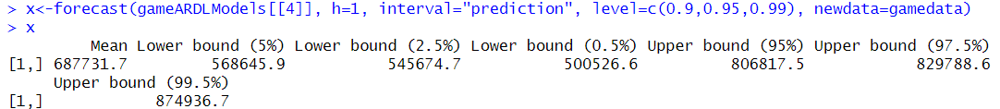 > x<-forecast(gameARDLModels[[4]], h=1, interval="prediction", level=c(0.9,0.95,0.99), newdata=gamedata)
> x
         Mean Lower bound (5%) Lower bound (2.5%) Lower bound (0.5%) Upper bound (95%) Upper bound (97.5%)
[1,] 687731.7         568645.9           545674.7           500526.6          806817.5            829788.6
     Upper bound (99.5%)
[1,]            874936.7